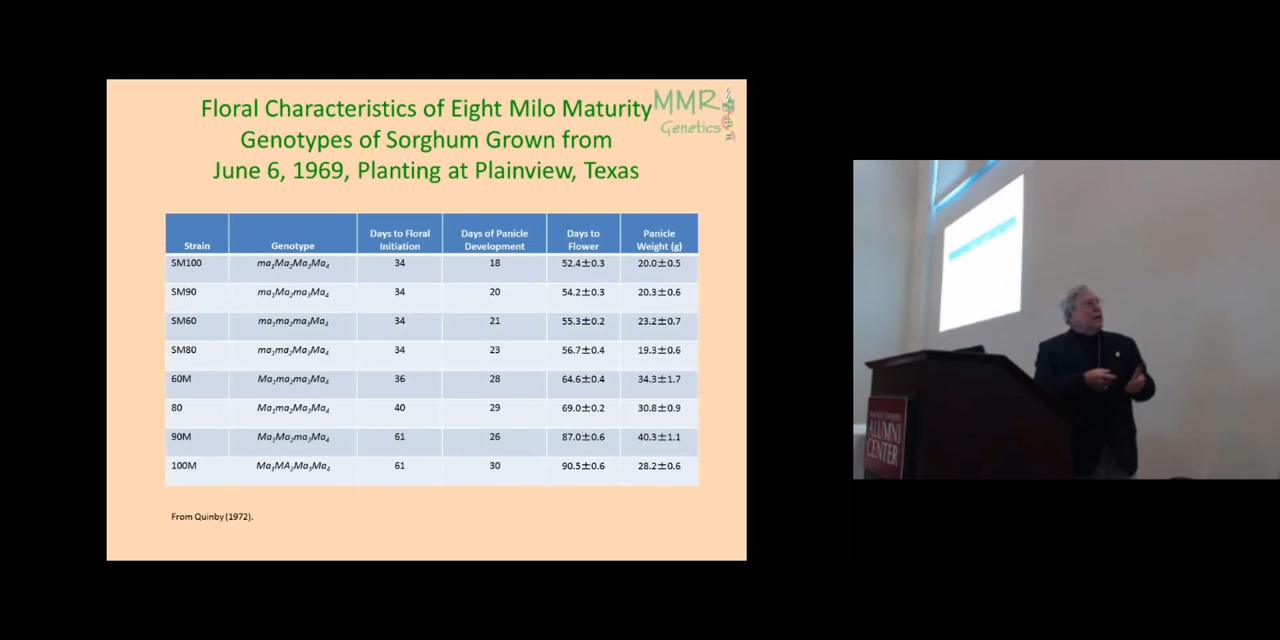 Floral Characteristics of Eight Milo Maturity
Genotypes of Sorghum Grown from
June 6, 1969, Planting at Plainview, Texas
MMR
Genetics
Strain Genotype Days to Floral Initiation Days of Panicle Development Days to Flower Panicle Weight (g)
SM100 ma₁Ma₂Ma₃Ma₄ 34 18 52.4±0.3 20.0±0.5
SM90 ma₁Ma₂ma₃Ma₄ 34 20 54.2±0.3 20.3±0.6
SM60 ma₁ma₂ma₃Ma₄ 34 21 55.3±0.2 23.2±0.7
SM80 ma₁ma₂Ma₃Ma₄ 34 23 56.7±0.4 19.3±0.6
60M Ma₁ma₂ma₃Ma₄ 36 28 64.6±0.4 34.3±1.7
80 Ma₁ma₂Ma₃Ma₄ 40 29 69.0±0.2 30.8±0.9
90M Ma₁Ma₂ma₃Ma₄ 61 26 87.0±0.6 40.3±1.1
100M Ma₁MA₂Ma₃Ma₄ 61 30 90.5±0.6 28.2±0.6
From Quinby (1972).
ALUMNI
CENTER